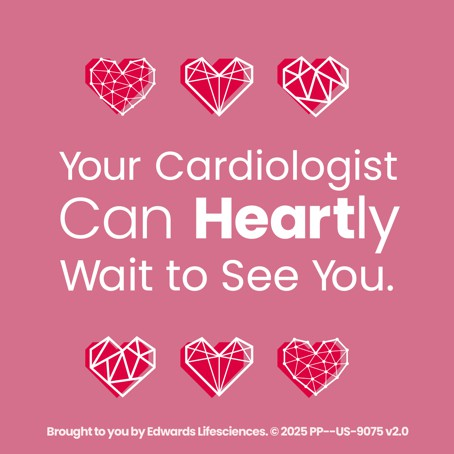 Your Cardiologist
Can Heartly
Wait to See You.
Brought to you by Edwards Lifesciences. © 2025 PP--US-9075 v2.0